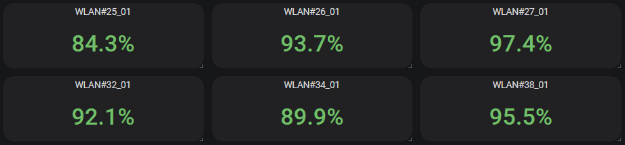 WLAN#25_01
84.3%
WLAN#26_01
93.7%
WLAN#27_01
97.4%
WLAN#32_01
92.1%
WLAN#34_01
89.9%
WLAN#38_01
95.5%